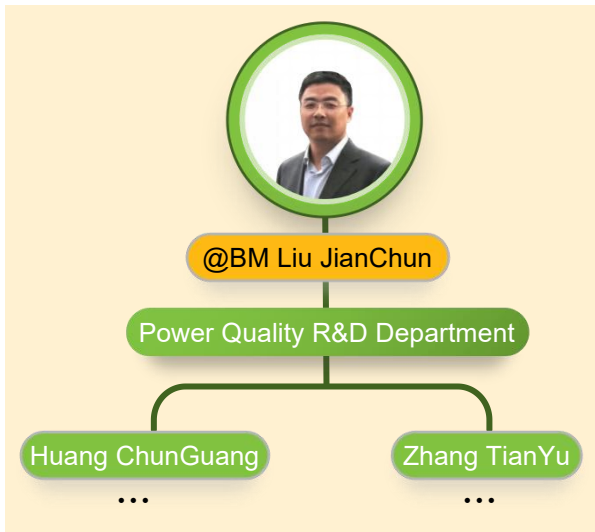 @BM Liu JianChun
Power Quality R&D Department
Huang ChunGuang
Zhang TianYu
...
...